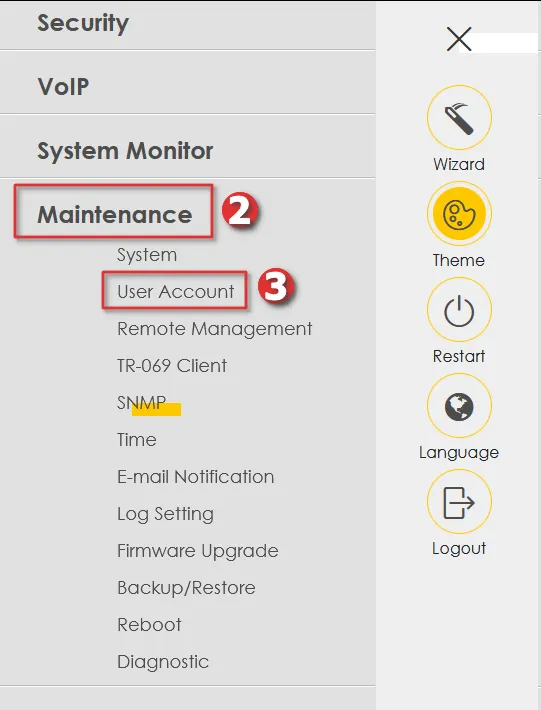 Security
VoIP
System Monitor
Maintenance 2
System
User Account 3
Remote Management
TR-069 Client
SNMP
Time
E-mail Notification
Log Setting
Firmware Upgrade
Backup/Restore
Reboot
Diagnostic
Wizard
Theme
Restart
Language
Logout